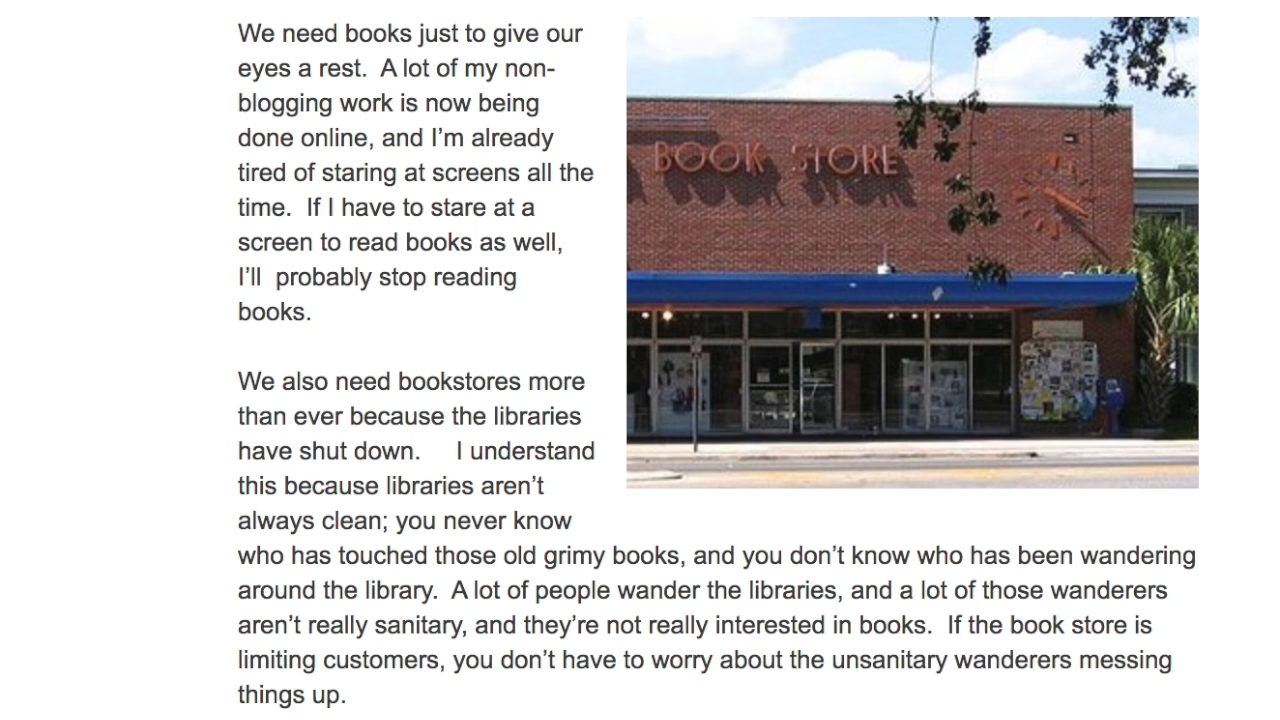 We need books just to give our
eyes a rest.  A lot of my non-
blogging work is now being
done online, and I’m already
tired of staring at screens all the
time.  If I have to stare at a
screen to read books as well,
I’ll  probably stop reading
books.
We also need bookstores more
than ever because the libraries
have shut down.     I understand
this because libraries aren’t
always clean; you never know
who has touched those old grimy books, and you don’t know who has been wandering
around the library.  A lot of people wander the libraries, and a lot of those wanderers
aren’t really sanitary, and they’re not really interested in books.  If the book store is
limiting customers, you don’t have to worry about the unsanitary wanderers messing
things up.
BOOK STORE